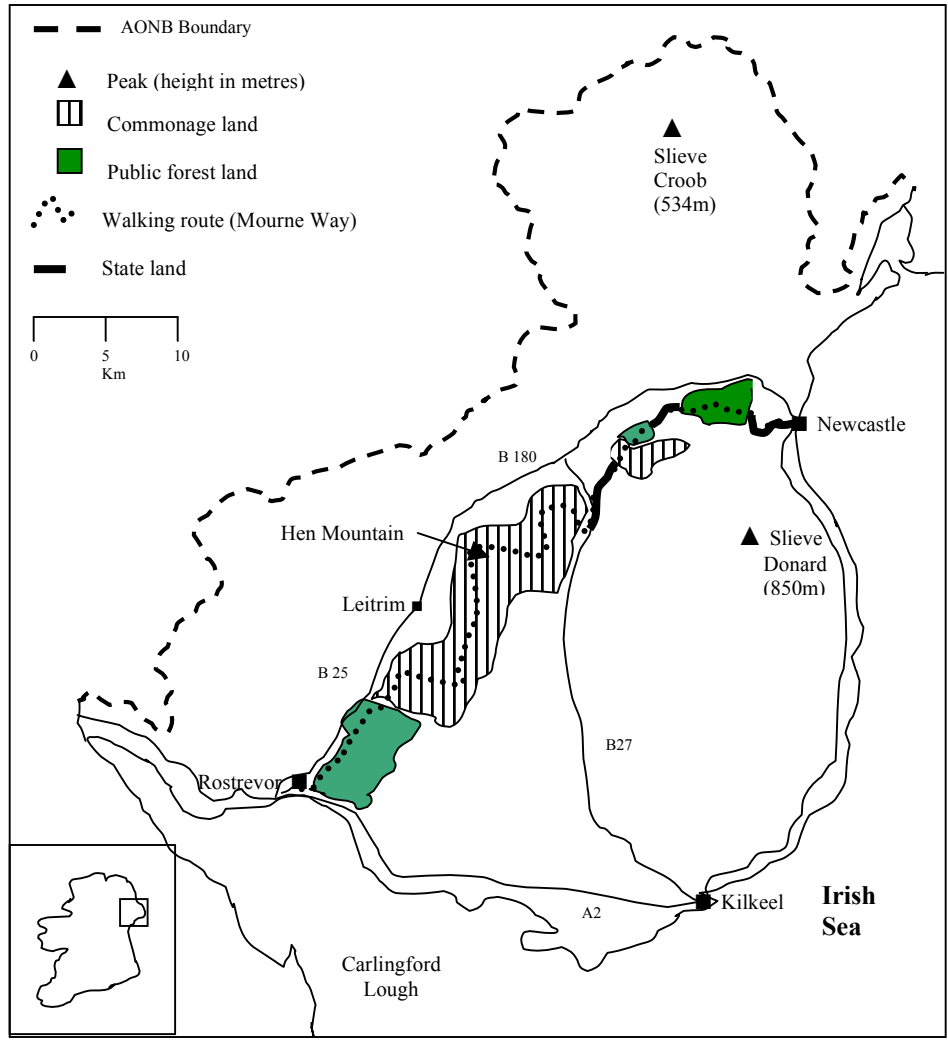 AONB Boundary
Peak (height in metres)
Commonage land
Public forest land
Walking route (Mourne Way)
State land
0 5 10
Km
Slieve
Croob
(534m)
Newcastle
B 180
Hen Mountain
Slieve
Donard
(850m)
Leitrim
B 25
B27
Rostrevor
Kilkeel
A2
Irish
Sea
Carlingford
Lough